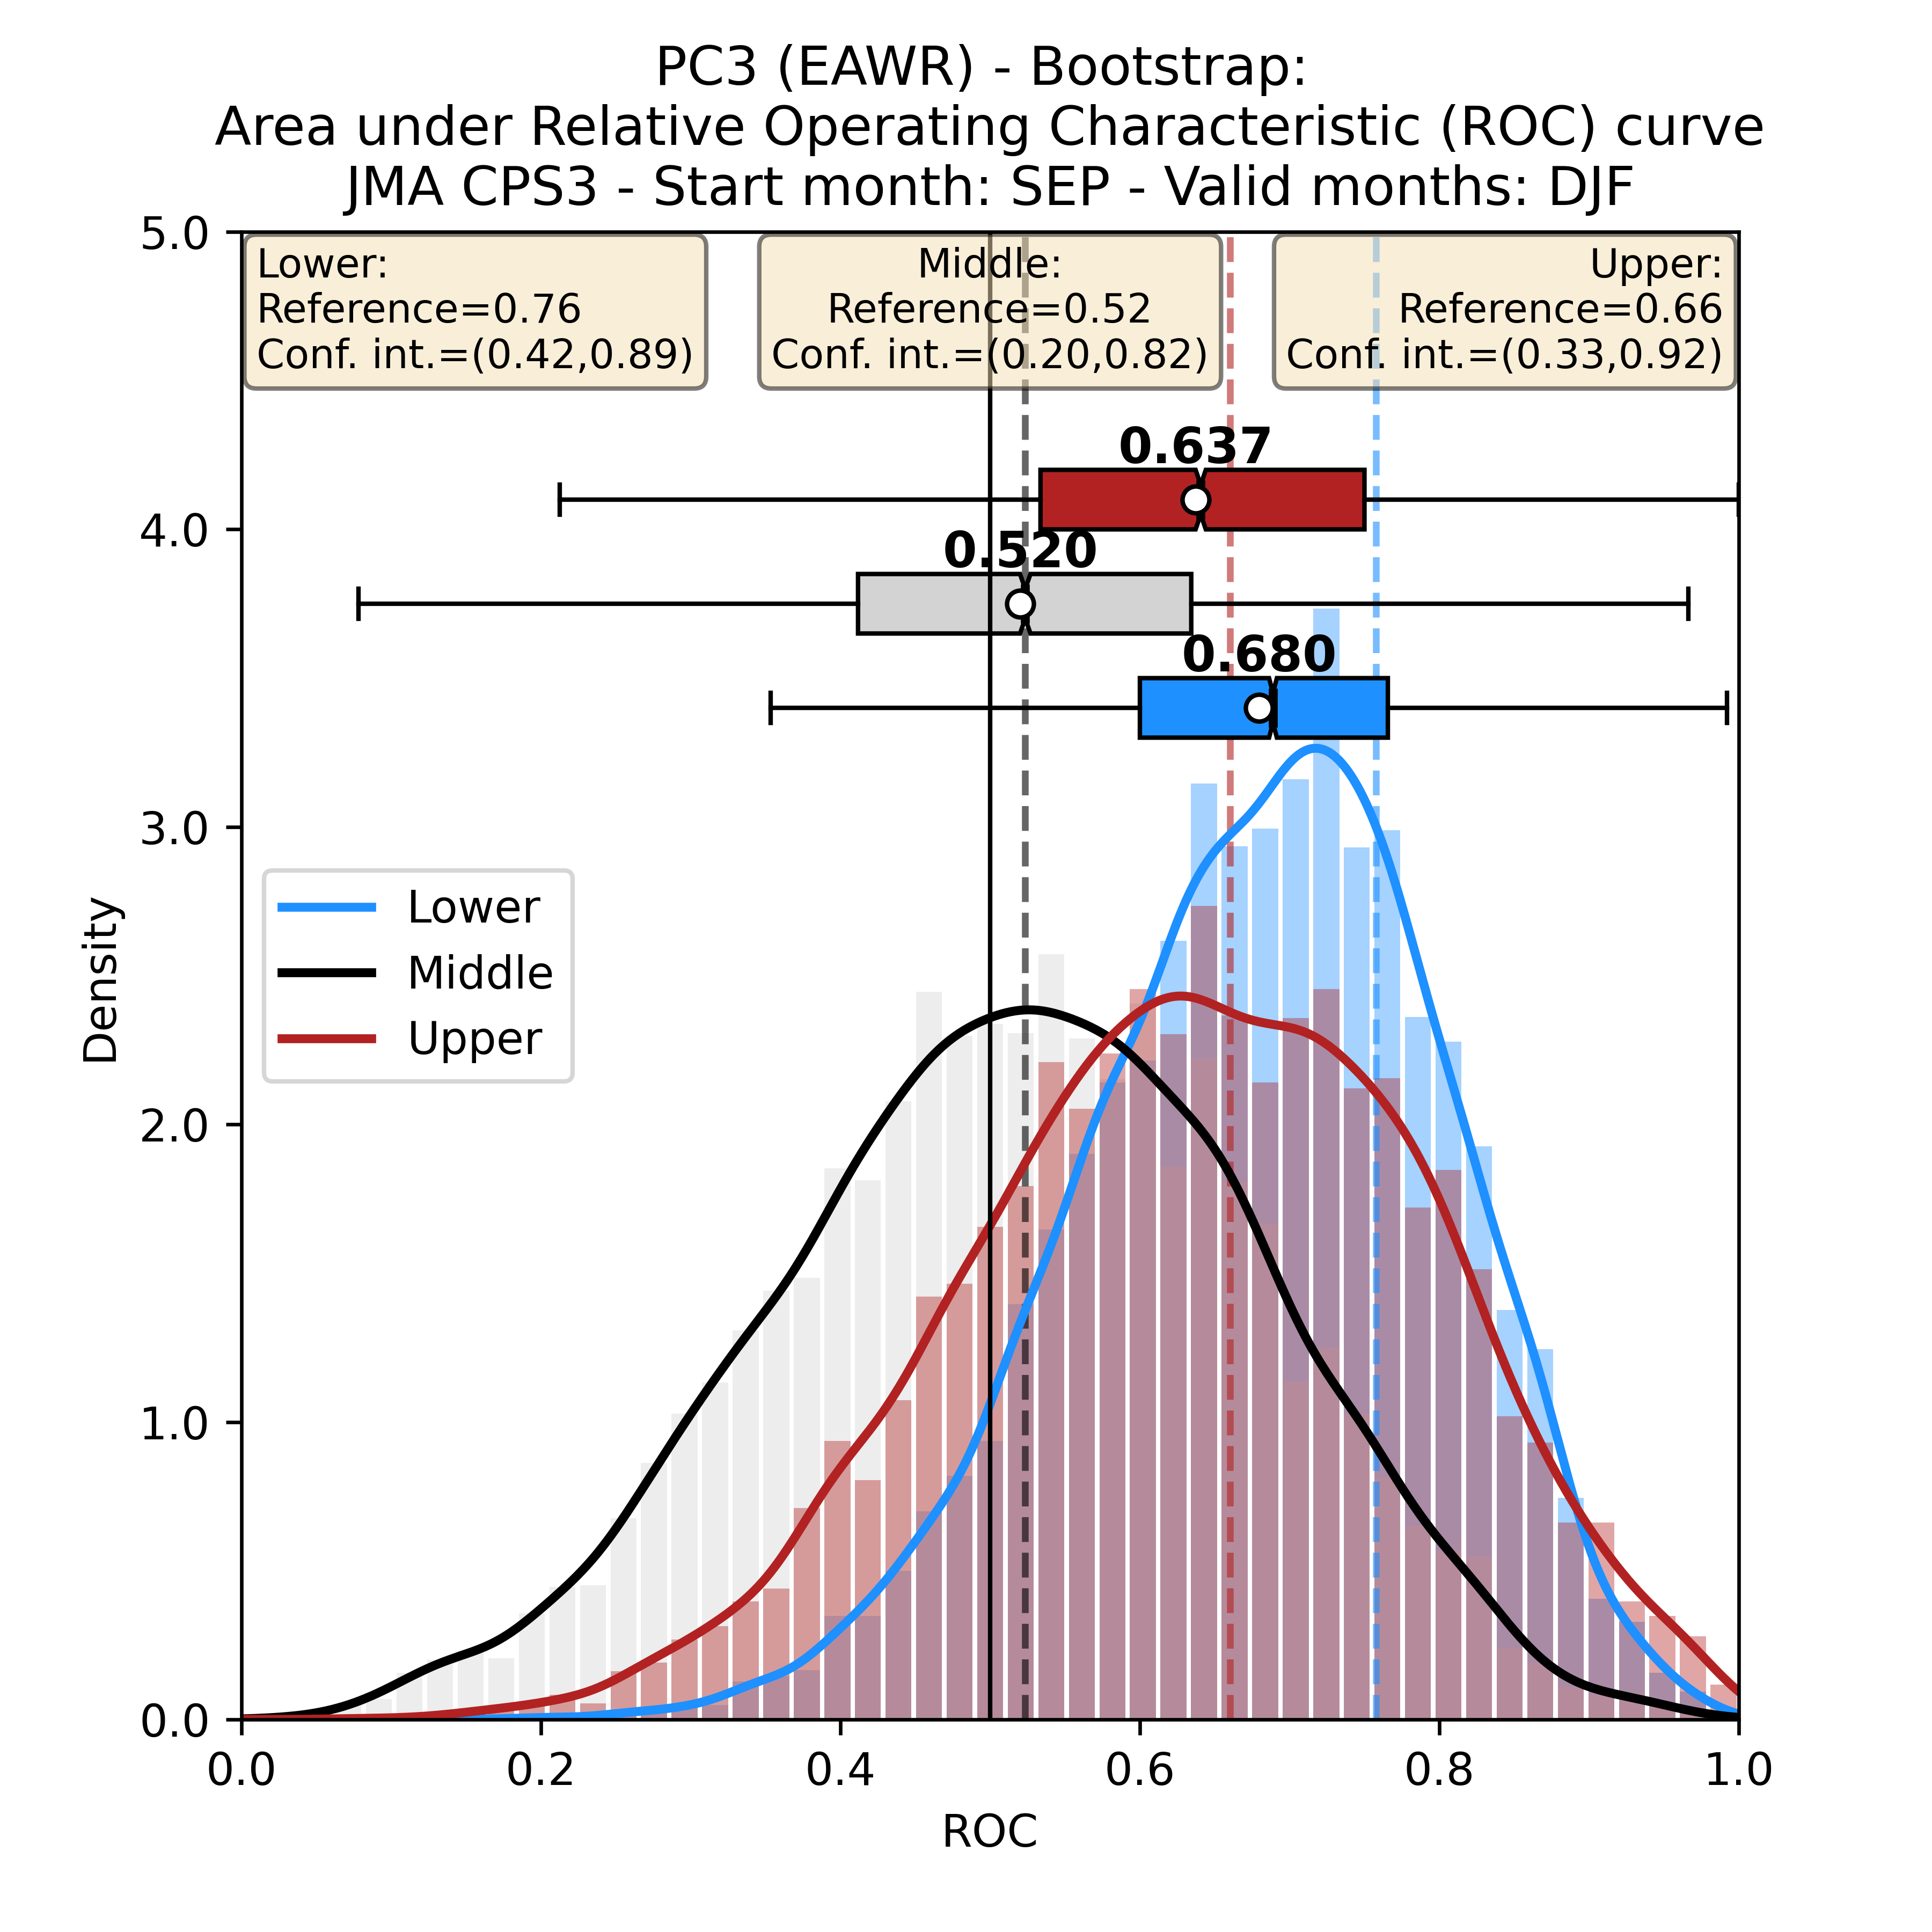 PC3 (EAWR) - Bootstrap:
Area under Relative Operating Characteristic (ROC) curve
JMA CPS3 - Start month: SEP - Valid months: DJF
Lower:
Reference=0.76
Conf. int.=(0.42,0.89)
Middle:
Reference=0.52
Conf. int.=(0.20,0.82)
Upper:
Reference=0.66
Conf. int.=(0.33,0.92)
0.637
0.520
0.680
5.0
4.0
3.0
2.0
1.0
0.0
Density
Lower
Middle
Upper
0.0 0.2 0.4 0.6 0.8 1.0
ROC